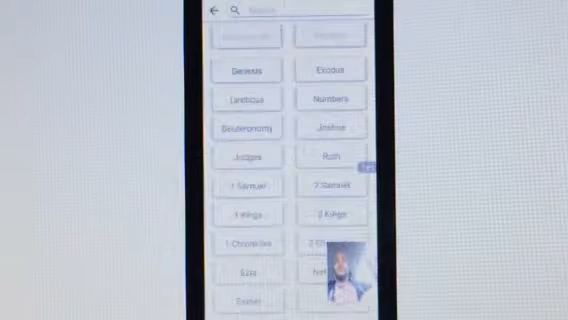 Search
Genesis Exodus
Leviticus Numbers
Deuteronomy Joshua
Judges Ruth
1 Samuel 2 Samuel
1 Kings 2 Kings
1 Chronicles
Ezra
Esther